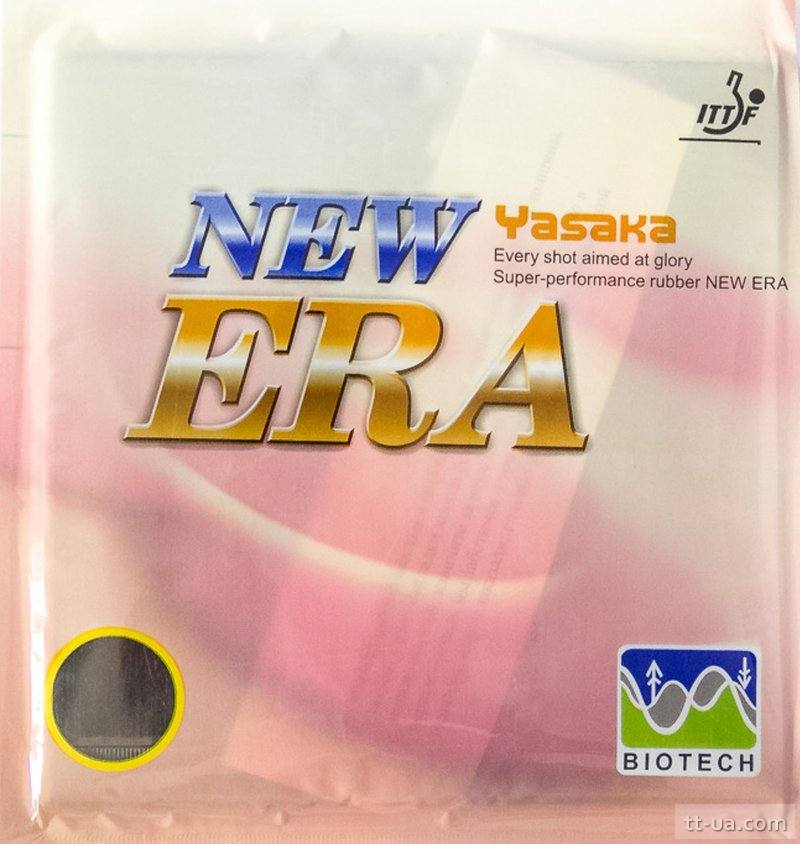 ITTF
NEW
Yasaka
Every shot aimed at glory
Super-performance rubber NEW ERA
ERA
BIOTECH
tt-ua.com